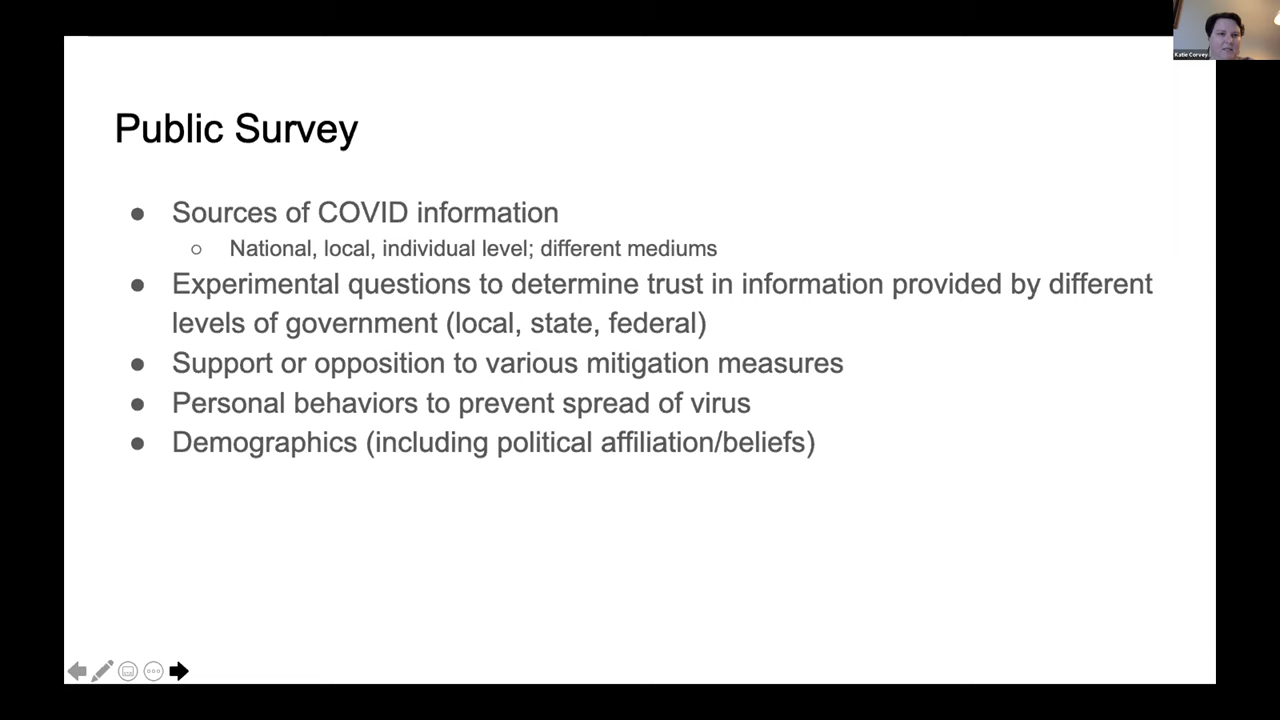 Katie Corvey
Public Survey
● Sources of COVID information
○ National, local, individual level; different mediums
● Experimental questions to determine trust in information provided by different
levels of government (local, state, federal)
● Support or opposition to various mitigation measures
● Personal behaviors to prevent spread of virus
● Demographics (including political affiliation/beliefs)